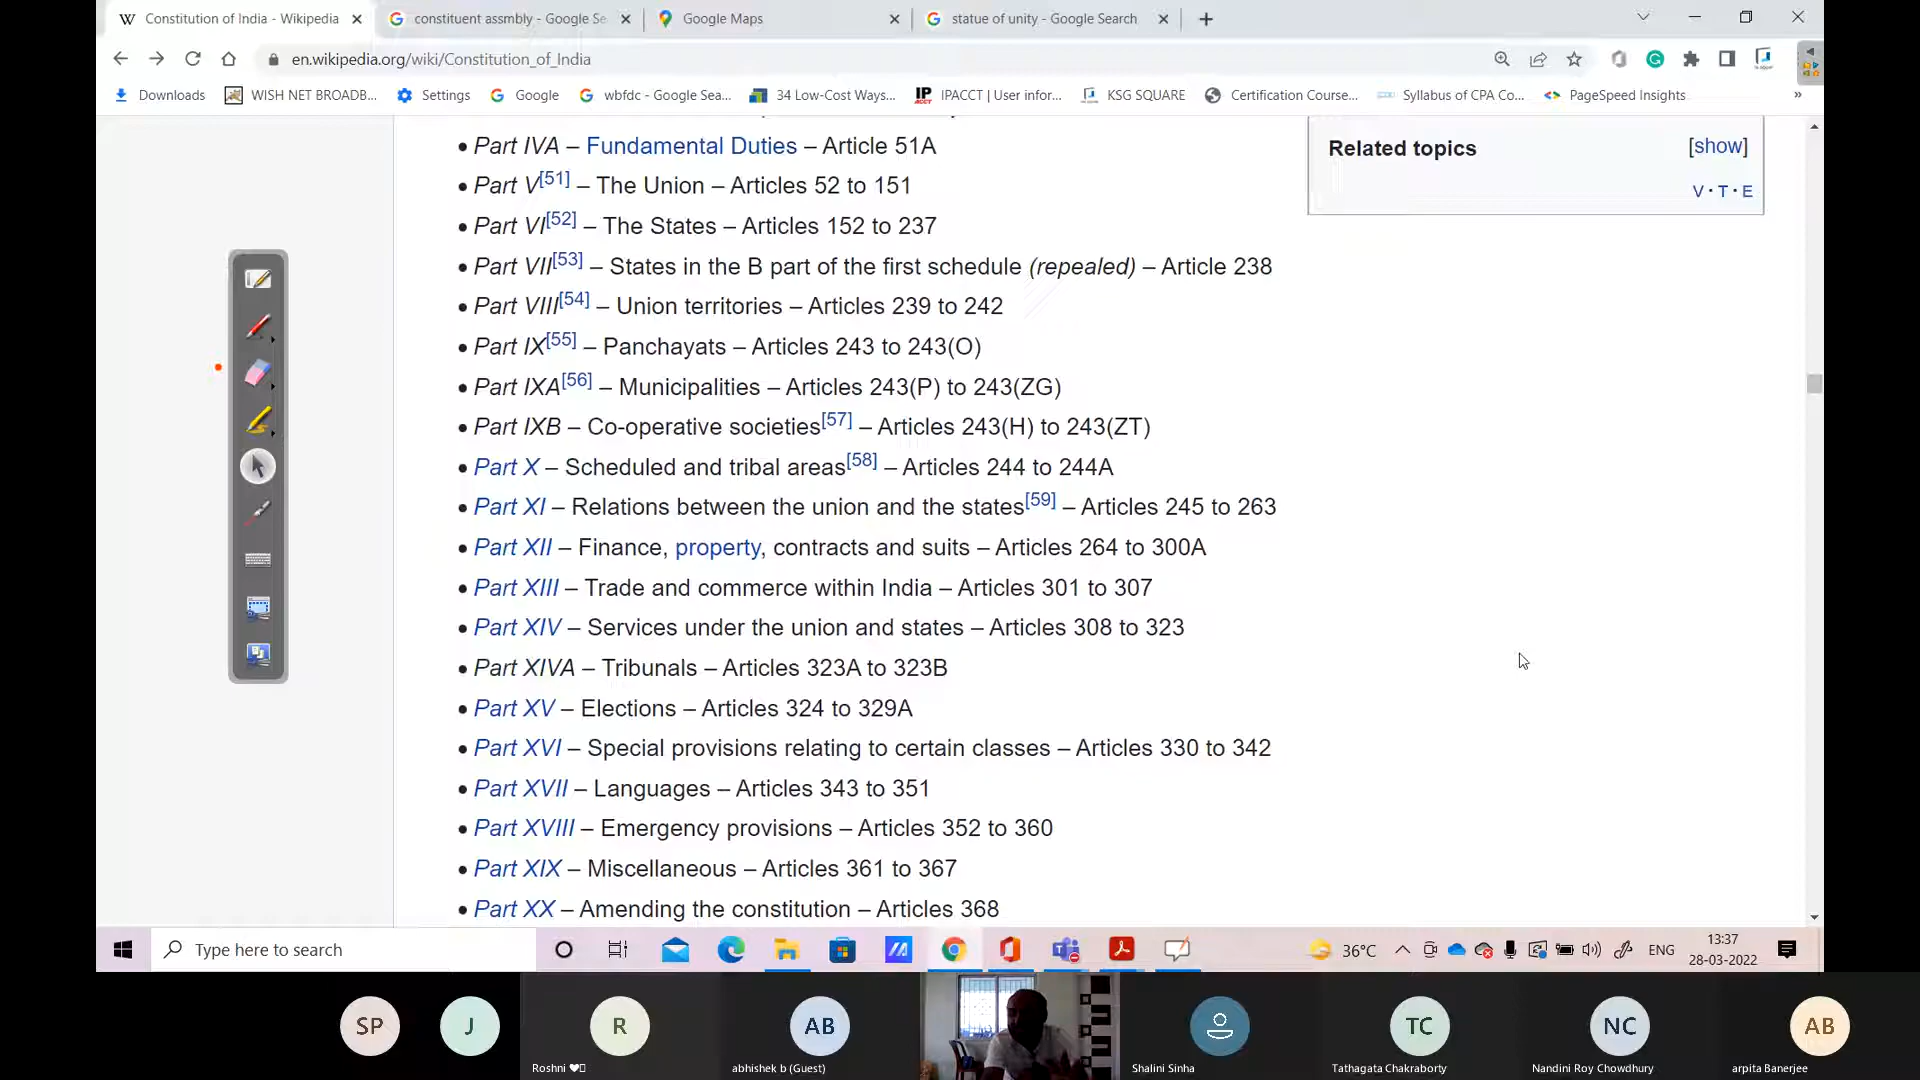 Constitution of India - Wikipedia
constituent assmbly - Google Se
Google Maps
statue of unity - Google Search
en.wikipedia.org/wiki/Constitution_of_India
Downloads
WISH NET BROADB...
Settings
Google
wbfdc - Google Sea...
34 Low-Cost Ways...
IPACCT | User infor...
KSG SQUARE
Certification Course...
Syllabus of CPA Co...
PageSpeed Insights
»
• Part IVA – Fundamental Duties – Article 51A
• Part V[51] – The Union – Articles 52 to 151
• Part VI[52] – The States – Articles 152 to 237
• Part VII[53] – States in the B part of the first schedule (repealed) – Article 238
• Part VIII[54] – Union territories – Articles 239 to 242
• Part IX[55] – Panchayats – Articles 243 to 243(O)
• Part IXA[56] – Municipalities – Articles 243(P) to 243(ZG)
• Part IXB – Co-operative societies[57] – Articles 243(H) to 243(ZT)
• Part X – Scheduled and tribal areas[58] – Articles 244 to 244A
• Part XI – Relations between the union and the states[59] – Articles 245 to 263
• Part XII – Finance, property, contracts and suits – Articles 264 to 300A
• Part XIII – Trade and commerce within India – Articles 301 to 307
• Part XIV – Services under the union and states – Articles 308 to 323
• Part XIVA – Tribunals – Articles 323A to 323B
• Part XV – Elections – Articles 324 to 329A
• Part XVI – Special provisions relating to certain classes – Articles 330 to 342
• Part XVII – Languages – Articles 343 to 351
• Part XVIII – Emergency provisions – Articles 352 to 360
• Part XIX – Miscellaneous – Articles 361 to 367
• Part XX – Amending the constitution – Articles 368
Related topics [show]
V · T · E
Type here to search
36°C
ENG
13:37
28-03-2022
SP
J
R
AB
TC
NC
AB
Roshni
abhishek b (Guest)
Shalini Sinha
Tathagata Chakraborty
Nandini Roy Chowdhury
arpita Banerjee